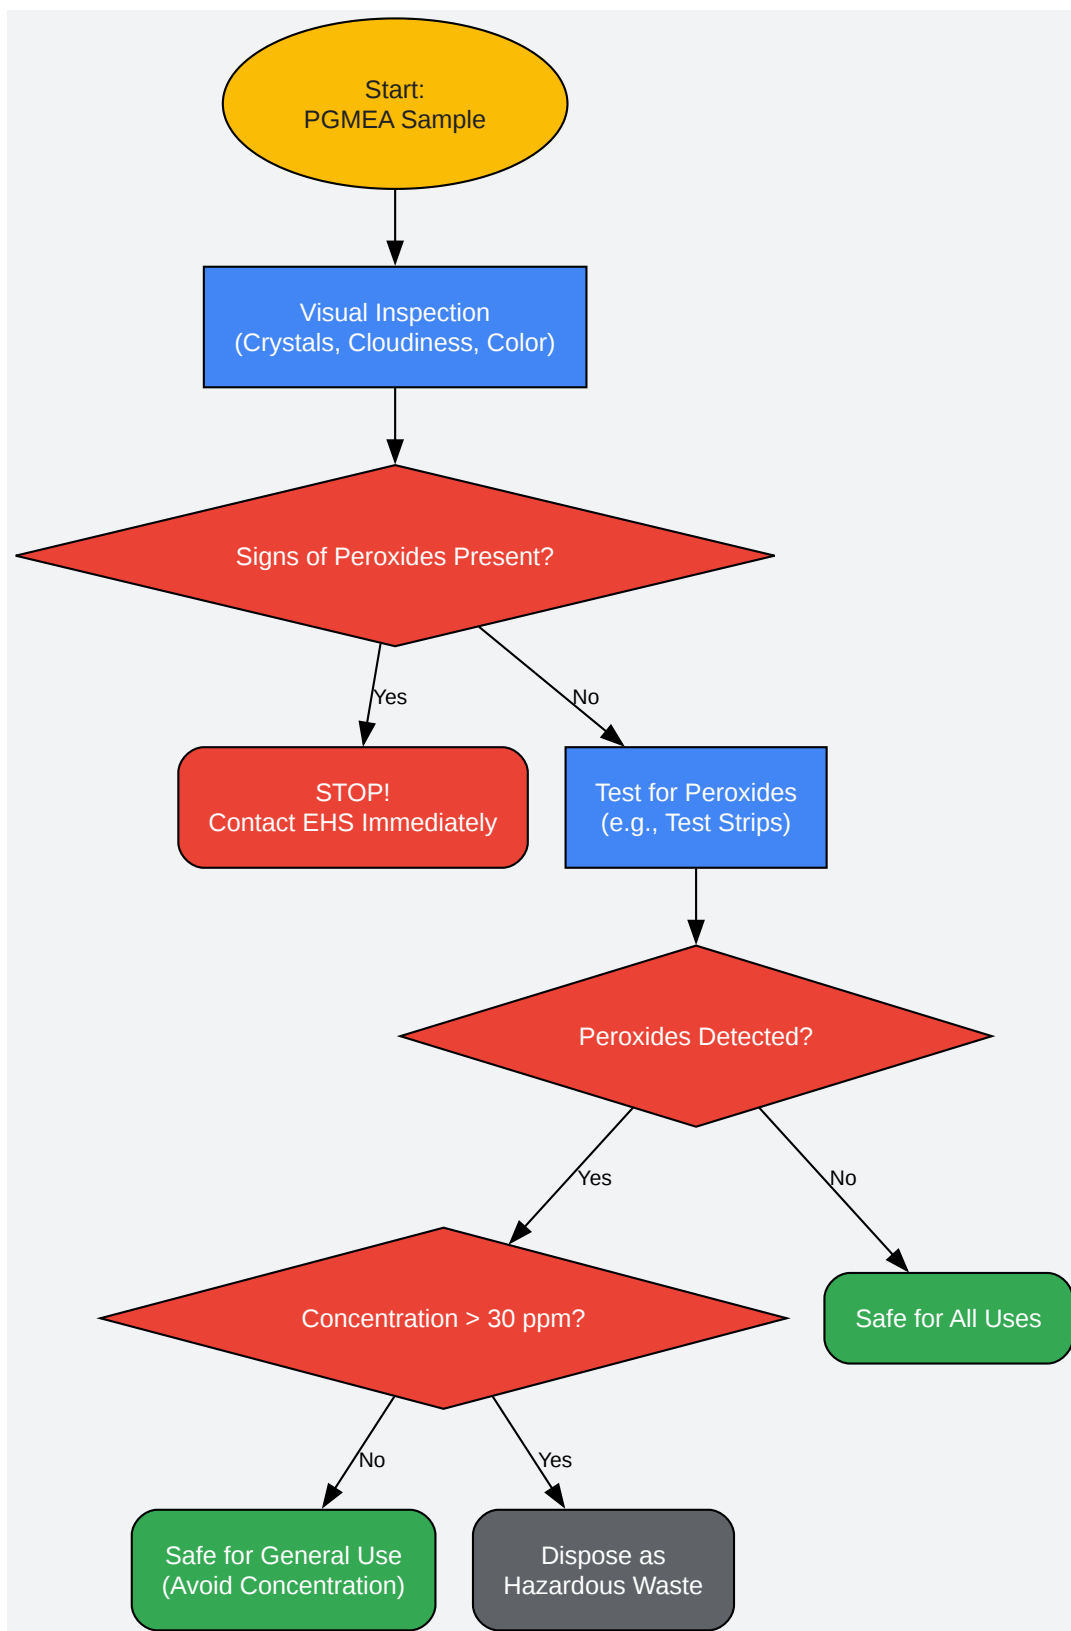 Start:
PGMEA Sample
Visual Inspection
(Crystals, Cloudiness, Color)
Signs of Peroxides Present?
Yes
No
STOP!
Contact EHS Immediately
Test for Peroxides
(e.g., Test Strips)
Peroxides Detected?
Yes
No
Concentration > 30 ppm?
Safe for All Uses
No
Yes
Safe for General Use
(Avoid Concentration)
Dispose as
Hazardous Waste